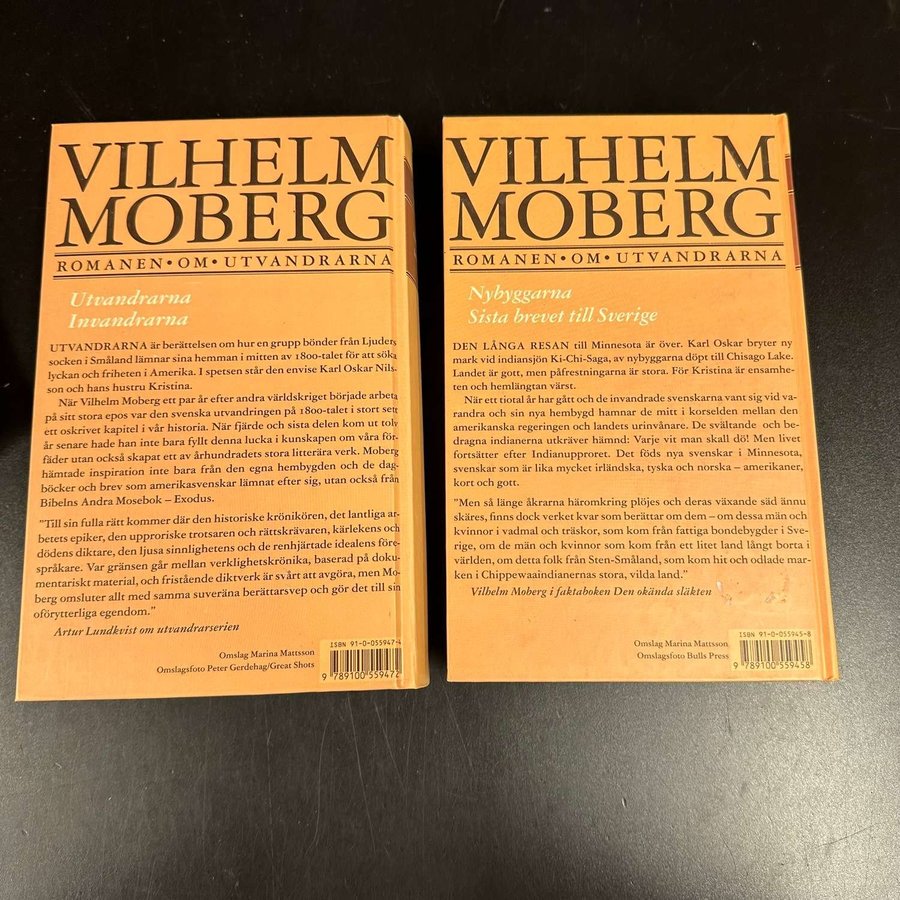 VILHELM
MOBERG
ROMANEN • OM • UTVANDRARNA
Utvandrarna
Invandrarna
UTVANDRARNA är berättelsen om hur en grupp bönder från Ljuders
socken i Småland lämnar sina hemman i mitten av 1800-talet för att söka
lyckan och friheten i Amerika. I spetsen står den envise Karl Oskar Nils-
son och hans hustru Kristina.
När Vilhelm Moberg ett par år efter andra världskriget började arbeta
på sitt stora epos var den svenska utvandringen på 1800-talet i stort sett
ett oskrivet kapitel i vår historia. När fjärde och sista delen kom ut tolv
år senare hade han inte bara fyllt denna lucka i kunskapen om våra för-
fäder utan också skapat ett av århundradets stora litterära verk. Moberg
hämtade inspiration inte bara från den egna hembygden och de dag-
böcker och brev som amerikasvenskar lämnat efter sig, utan också från
Bibelns Andra Mosebok – Exodus.
"Till sin fulla rätt kommer där den historiske krönikören, det lantliga ar-
betets epiker, den upproriske trotsaren och rättskrävaren, kärlekens och
dödens diktare, den ljusa sinnlighetens och de renhjärtade idealens före-
språkare. Var gränsen går mellan verklighetskrönika, baserad på doku-
mentariskt material, och fristående diktverk är svårt att avgöra, men Mo-
berg omsluter allt med samma suveräna berättarsvep och gör det till sin
oförytterliga egendom."
Artur Lundkvist om utvandrarserien
Omslag Marina Mattsson
Omslagsfoto Peter Gerdehag/Great Shots
ISBN 91-0-055947-4
9 789100 559472
VILHELM
MOBERG
ROMANEN • OM • UTVANDRARNA
Nybyggarna
Sista brevet till Sverige
DEN LÅNGA RESAN till Minnesota är över. Karl Oskar bryter ny
mark vid indiansjön Ki-Chi-Saga, av nybyggarna döpt till Chisago Lake.
Landet är gott, men påfrestningarna är stora. För Kristina är ensamhe-
ten och hemlängtan värst.
När ett tiotal år har gått och de invandrade svenskarna vant sig vid va-
randra och sin nya hembygd hamnar de mitt i korselden mellan den
amerikanska regeringen och landets urinvånare. De svältande och be-
dragna indianerna utkräver hämnd: Varje vit man skall dö! Men livet
fortsätter efter Indianupproret. Det föds nya svenskar i Minnesota,
svenskar som är lika mycket irländska, tyska och norska – amerikaner,
kort och gott.
"Men så länge åkrarna häromkring plöjes och deras växande säd ännu
skäres, finns dock verket kvar som berättar om dem – om dessa män och
kvinnor i vadmal och träskor, som kom från fattiga bondebygder i Sve-
rige, om de män och kvinnor som kom från ett litet land långt borta i
världen, om detta folk från Sten-Småland, som kom hit och odlade mar-
ken i Chippewaaindianernas stora, vilda land."
Vilhelm Moberg i faktaboken Den okända släkten
Omslag Marina Mattsson
Omslagsfoto Bulls Press
ISBN 91-0-055945-8
9 789100 559458